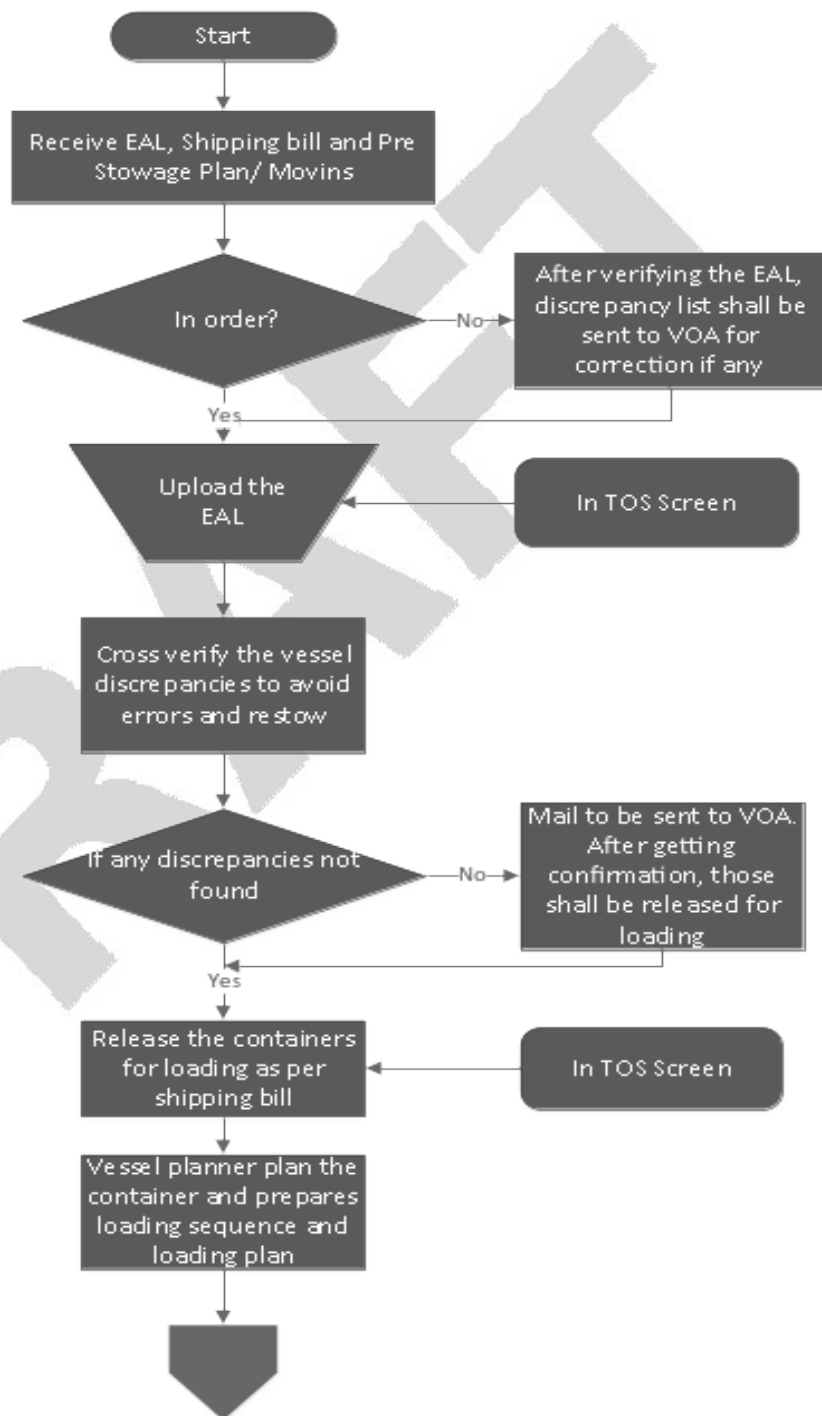 Start
Receive EAL, Shipping bill and Pre
Stowage Plan/ Movins
In order?
No
After verifying the EAL,
discrepancy list shall be
sent to VOA for
correction if any
Yes
Upload the
EAL
In TOS Screen
Cross verify the vessel
discrepancies to avoid
errors and restow
If any discrepancies not
found
No
Mail to be sent to VOA.
After getting
confirmation, those
shall be released for
loading
Yes
Release the containers
for loading as per
shipping bill
In TOS Screen
Vessel planner plan the
container and prepares
loading sequence and
loading plan